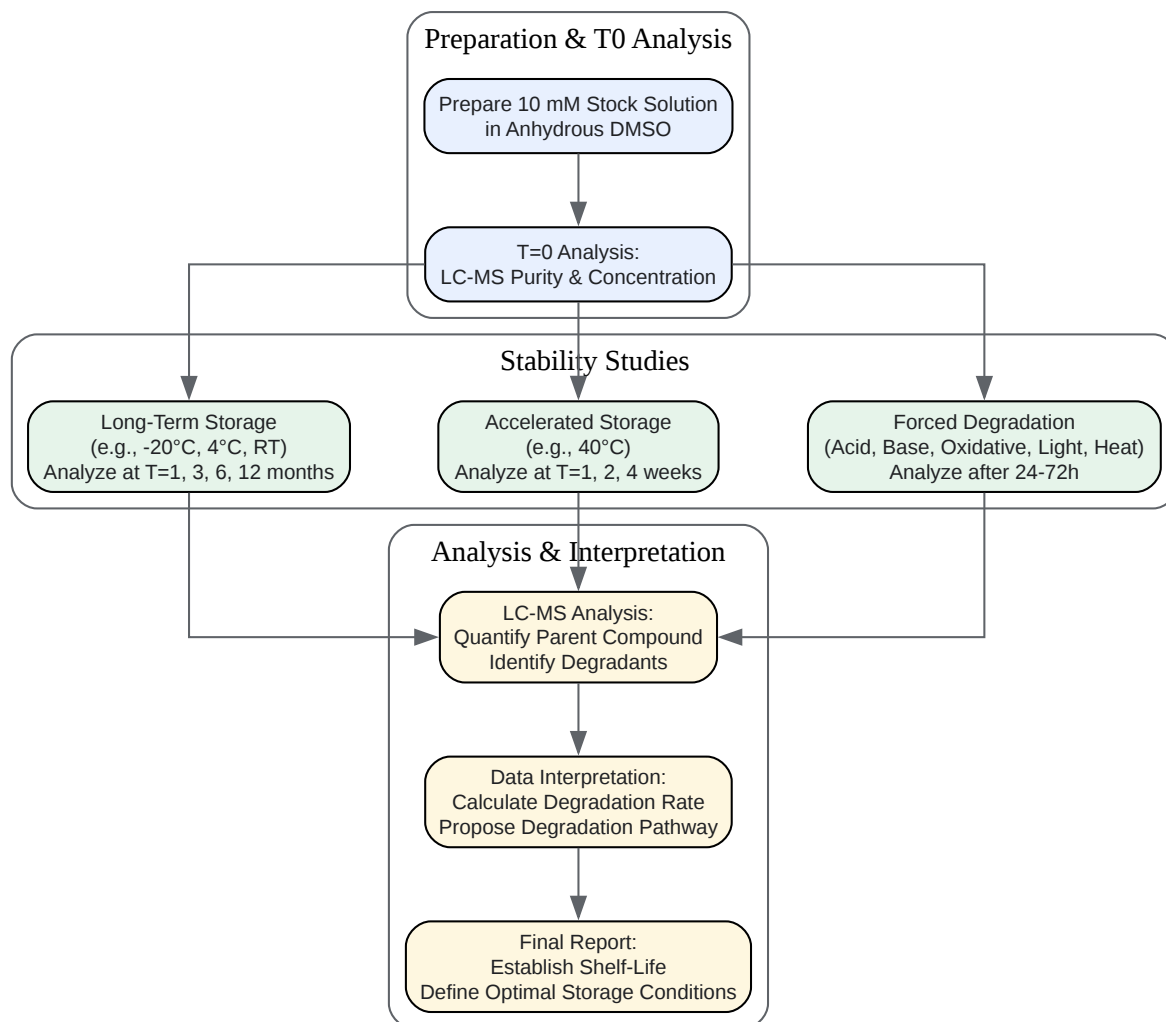 Preparation & T0 Analysis
Prepare 10 mM Stock Solution
in Anhydrous DMSO
T=0 Analysis:
LC-MS Purity & Concentration
Stability Studies
Long-Term Storage
(e.g., -20°C, 4°C, RT)
Analyze at T=1, 3, 6, 12 months
Accelerated Storage
(e.g., 40°C)
Analyze at T=1, 2, 4 weeks
Forced Degradation
(Acid, Base, Oxidative, Light, Heat)
Analyze after 24-72h
Analysis & Interpretation
LC-MS Analysis:
Quantify Parent Compound
Identify Degradants
Data Interpretation:
Calculate Degradation Rate
Propose Degradation Pathway
Final Report:
Establish Shelf-Life
Define Optimal Storage Conditions